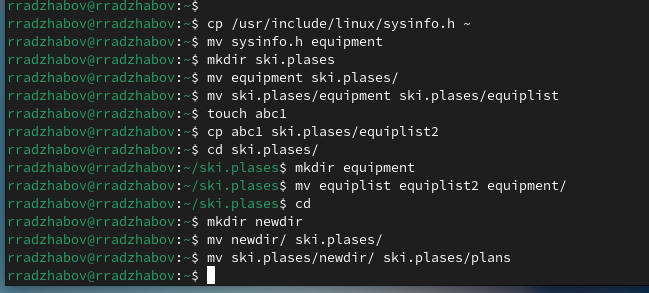 rradzhabov@rradzhabov:~$
rradzhabov@rradzhabov:~$ cp /usr/include/linux/sysinfo.h ~
rradzhabov@rradzhabov:~$ mv sysinfo.h equipment
rradzhabov@rradzhabov:~$ mkdir ski.plases
rradzhabov@rradzhabov:~$ mv equipment ski.plases/
rradzhabov@rradzhabov:~$ mv ski.plases/equipment ski.plases/equiplist
rradzhabov@rradzhabov:~$ touch abc1
rradzhabov@rradzhabov:~$ cp abc1 ski.plases/equiplist2
rradzhabov@rradzhabov:~$ cd ski.plases/
rradzhabov@rradzhabov:~/ski.plases$ mkdir equipment
rradzhabov@rradzhabov:~/ski.plases$ mv equiplist equiplist2 equipment/
rradzhabov@rradzhabov:~/ski.plases$ cd
rradzhabov@rradzhabov:~$ mkdir newdir
rradzhabov@rradzhabov:~$ mv newdir/ ski.plases/
rradzhabov@rradzhabov:~$ mv ski.plases/newdir/ ski.plases/plans
rradzhabov@rradzhabov:~$